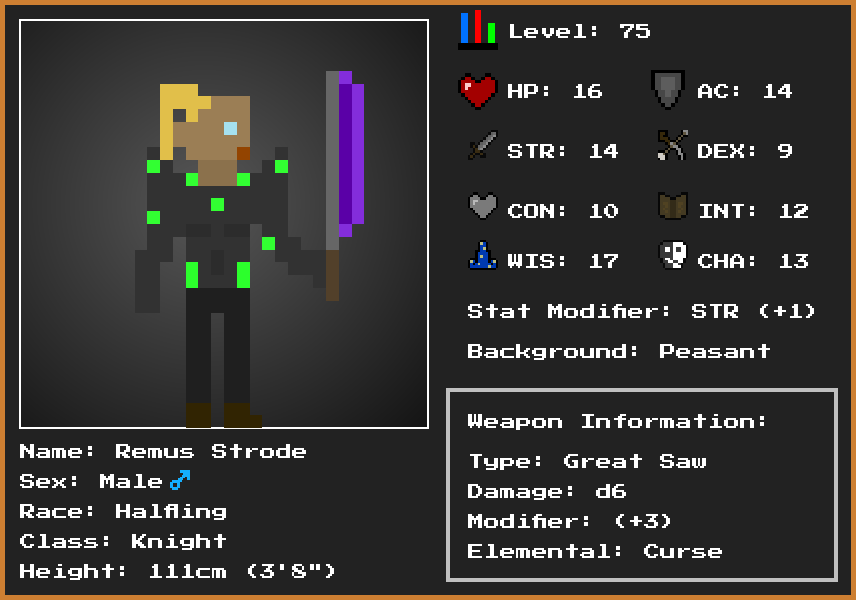 Level: 75
HP: 16 AC: 14
STR: 14 DEX: 9
CON: 10 INT: 12
WIS: 17 CHA: 13
Stat Modifier: STR (+1)
Background: Peasant
Weapon Information:
Type: Great Saw
Damage: d6
Modifier: (+3)
Elemental: Curse
Name: Remus Strode
Sex: Male♂
Race: Halfling
Class: Knight
Height: 111cm (3'8")